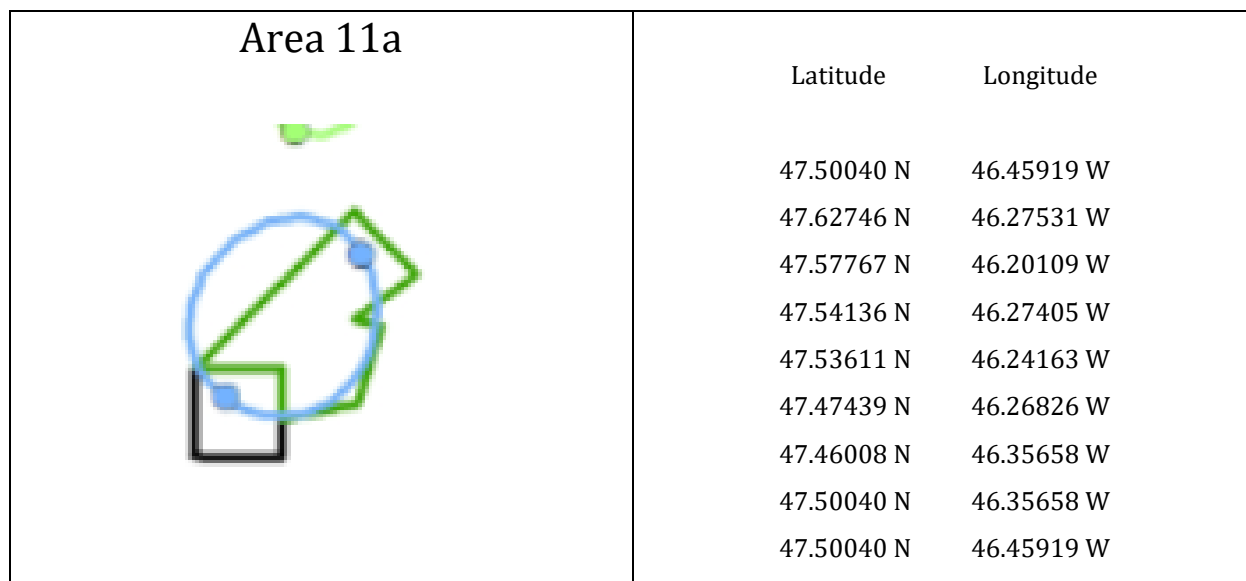 Area 11a
Latitude Longitude
47.50040 N 46.45919 W
47.62746 N 46.27531 W
47.57767 N 46.20109 W
47.54136 N 46.27405 W
47.53611 N 46.24163 W
47.47439 N 46.26826 W
47.46008 N 46.35658 W
47.50040 N 46.35658 W
47.50040 N 46.45919 W